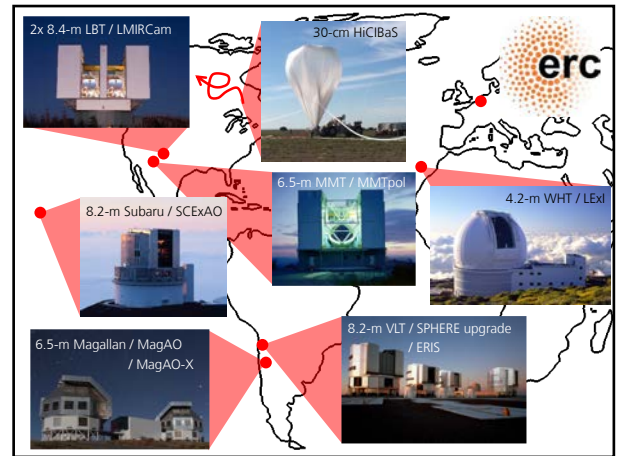 2x 8.4-m LBT / LMIRCam
30-cm HiCIBaS
erc
6.5-m MMT / MMTpol
8.2-m Subaru / SCExAO
4.2-m WHT / LExI
6.5-m Magallan / MagAO
/ MagAO-X
8.2-m VLT / SPHERE upgrade
/ ERIS